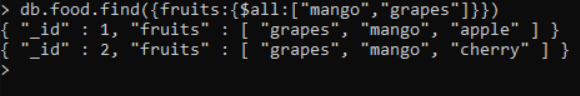 > db.food.find({fruits:{$all:["mango","grapes"]}})
{ "_id" : 1, "fruits" : [ "grapes", "mango", "apple" ] }
{ "_id" : 2, "fruits" : [ "grapes", "mango", "cherry" ] }
>